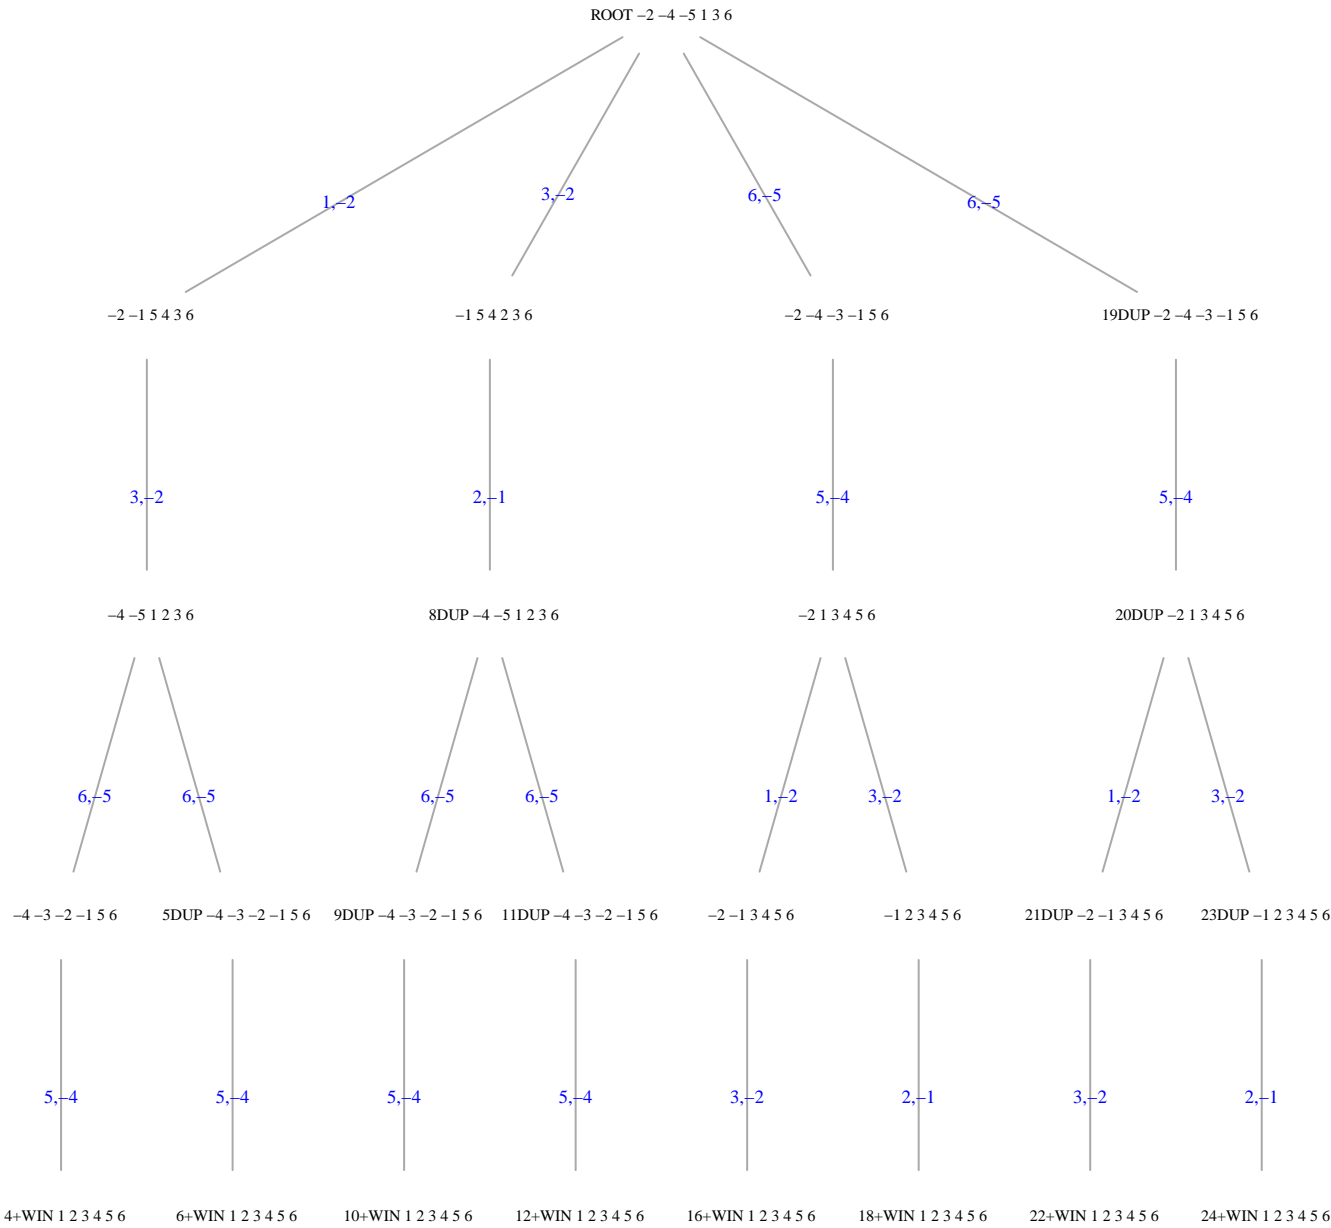 ROOT −2 −4 −5 1 3 6
1,−2
3,−2
6,−5
6,−5
−2 −1 5 4 3 6
−1 5 4 2 3 6
−2 −4 −3 −1 5 6
19DUP −2 −4 −3 −1 5 6
3,−2
2,−1
5,−4
5,−4
−4 −5 1 2 3 6
8DUP −4 −5 1 2 3 6
−2 1 3 4 5 6
20DUP −2 1 3 4 5 6
6,−5
6,−5
6,−5
6,−5
1,−2
3,−2
1,−2
3,−2
−4 −3 −2 −1 5 6
5DUP −4 −3 −2 −1 5 6
9DUP −4 −3 −2 −1 5 6
11DUP −4 −3 −2 −1 5 6
−2 −1 3 4 5 6
−1 2 3 4 5 6
21DUP −2 −1 3 4 5 6
23DUP −1 2 3 4 5 6
5,−4
5,−4
5,−4
5,−4
3,−2
2,−1
3,−2
2,−1
4+WIN 1 2 3 4 5 6
6+WIN 1 2 3 4 5 6
10+WIN 1 2 3 4 5 6
12+WIN 1 2 3 4 5 6
16+WIN 1 2 3 4 5 6
18+WIN 1 2 3 4 5 6
22+WIN 1 2 3 4 5 6
24+WIN 1 2 3 4 5 6